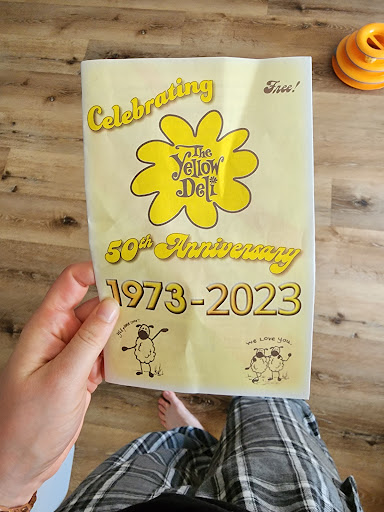 Celebrating
Free!
The
Yellow
Deli
50th Anniversary
1973-2023
we love you.